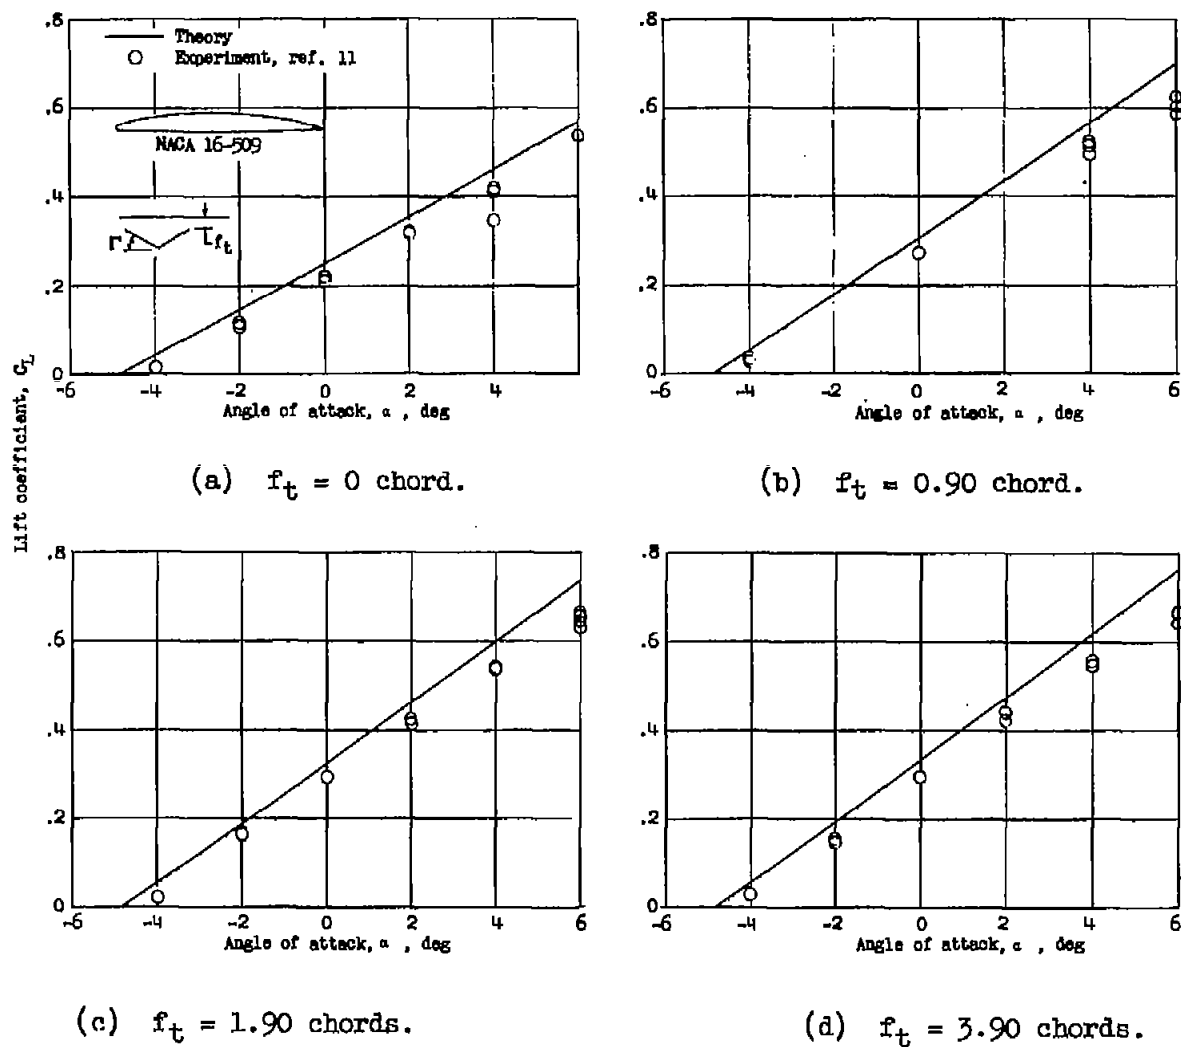 .8
Theory
Experiment, ref. 11
.6
NACA 16-509
.4
Γ
f_t
.2
0
-6 -4 -2 0 2 4
Angle of attack, α , deg
(a) f_t = 0 chord.
.8
.6
.4
.2
0
-6 -4 -2 0 2 4 6
Angle of attack, α , deg
(b) f_t = 0.90 chord.
Lift coefficient, C_L
.8
.6
.4
.2
0
-6 -4 -2 0 2 4 6
Angle of attack, α , deg
(c) f_t = 1.90 chords.
.8
.6
.4
.2
0
-6 -4 -2 0 2 4 6
Angle of attack, α , deg
(d) f_t = 3.90 chords.